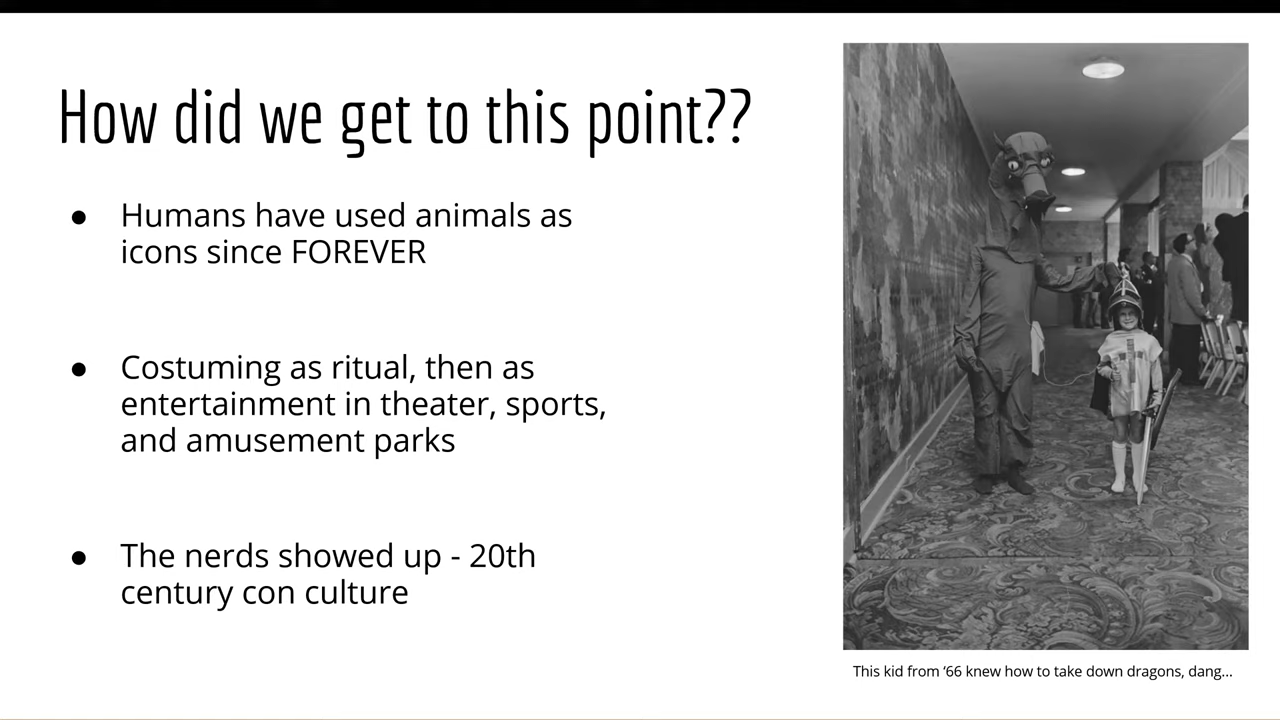 How did we get to this point??
● Humans have used animals as
icons since FOREVER
● Costuming as ritual, then as
entertainment in theater, sports,
and amusement parks
● The nerds showed up - 20th
century con culture
This kid from ‘66 knew how to take down dragons, dang...